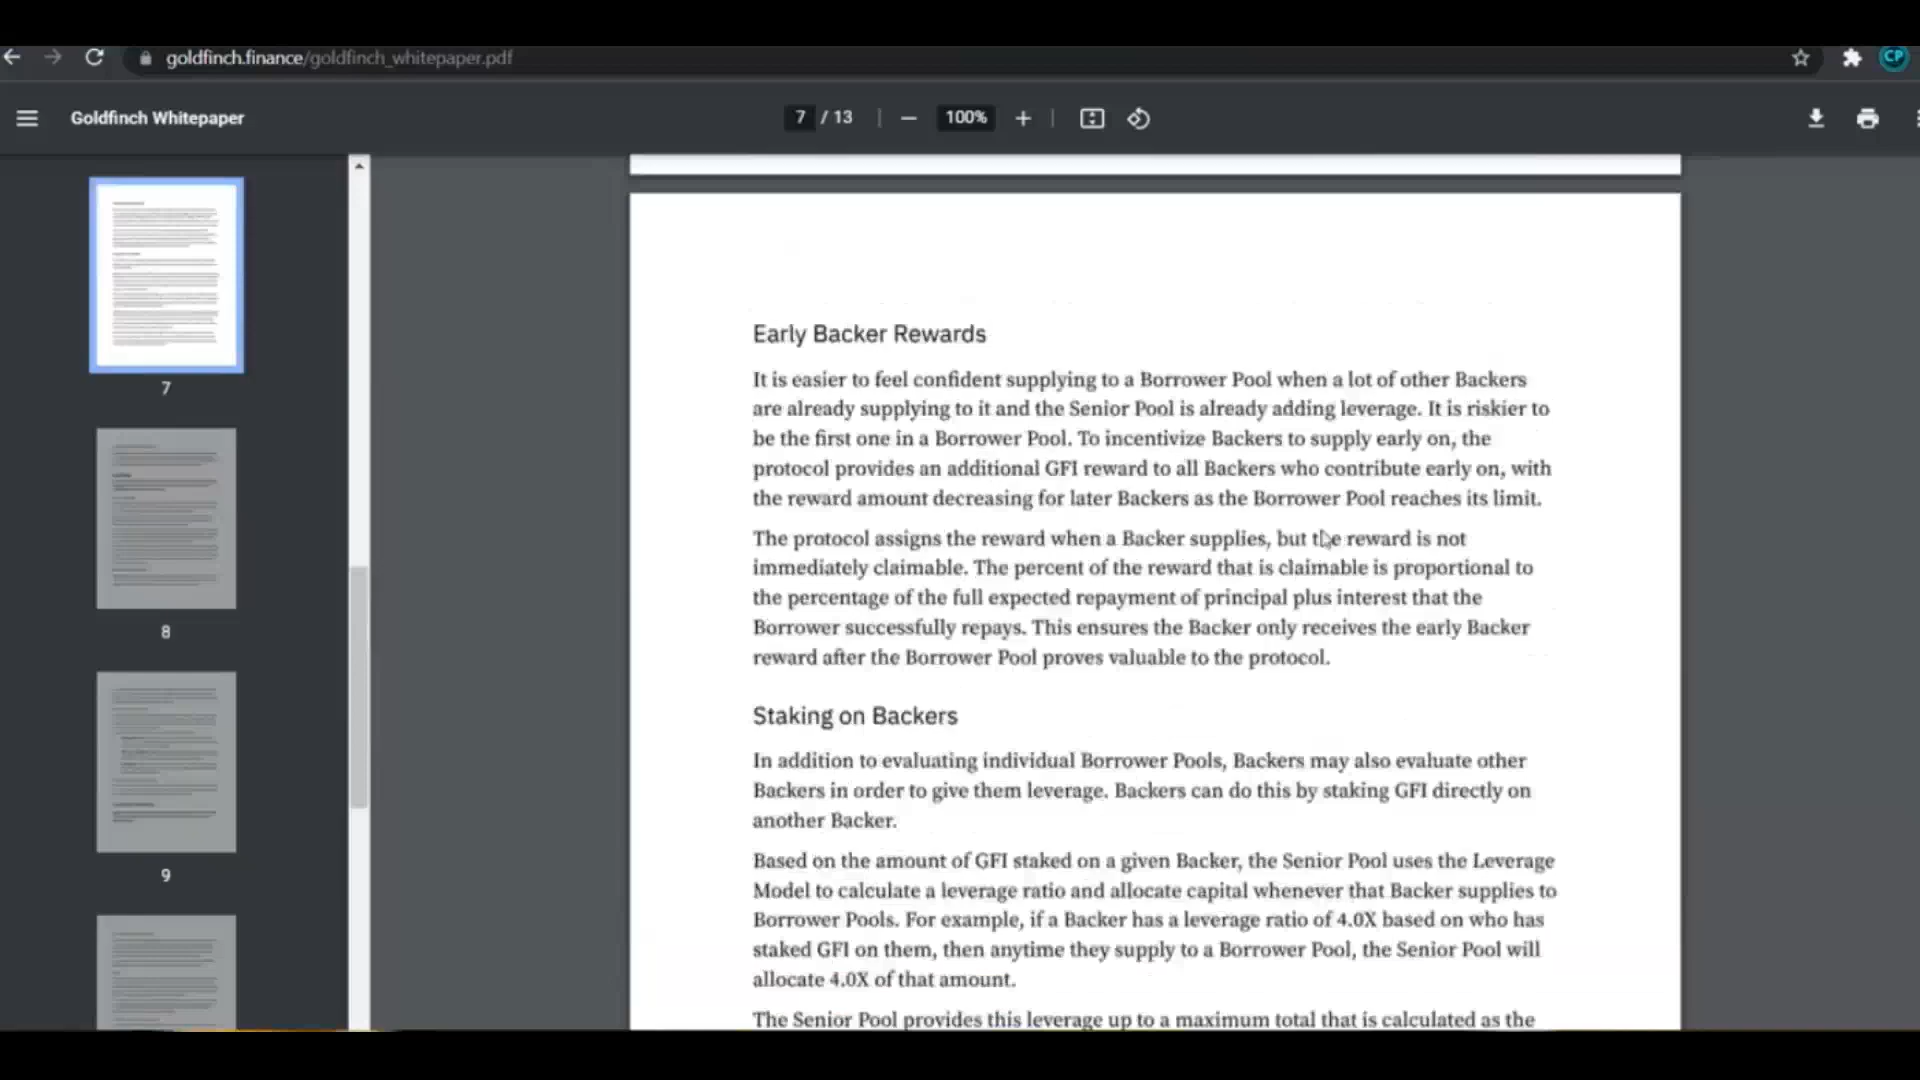 goldfinch.finance/goldfinch_whitepaper.pdf
CP
Goldfinch Whitepaper
7 / 13
100%
7
8
9
Early Backer Rewards
It is easier to feel confident supplying to a Borrower Pool when a lot of other Backers
are already supplying to it and the Senior Pool is already adding leverage. It is riskier to
be the first one in a Borrower Pool. To incentivize Backers to supply early on, the
protocol provides an additional GFI reward to all Backers who contribute early on, with
the reward amount decreasing for later Backers as the Borrower Pool reaches its limit.
The protocol assigns the reward when a Backer supplies, but the reward is not
immediately claimable. The percent of the reward that is claimable is proportional to
the percentage of the full expected repayment of principal plus interest that the
Borrower successfully repays. This ensures the Backer only receives the early Backer
reward after the Borrower Pool proves valuable to the protocol.
Staking on Backers
In addition to evaluating individual Borrower Pools, Backers may also evaluate other
Backers in order to give them leverage. Backers can do this by staking GFI directly on
another Backer.
Based on the amount of GFI staked on a given Backer, the Senior Pool uses the Leverage
Model to calculate a leverage ratio and allocate capital whenever that Backer supplies to
Borrower Pools. For example, if a Backer has a leverage ratio of 4.0X based on who has
staked GFI on them, then anytime they supply to a Borrower Pool, the Senior Pool will
allocate 4.0X of that amount.
The Senior Pool provides this leverage up to a maximum total that is calculated as the